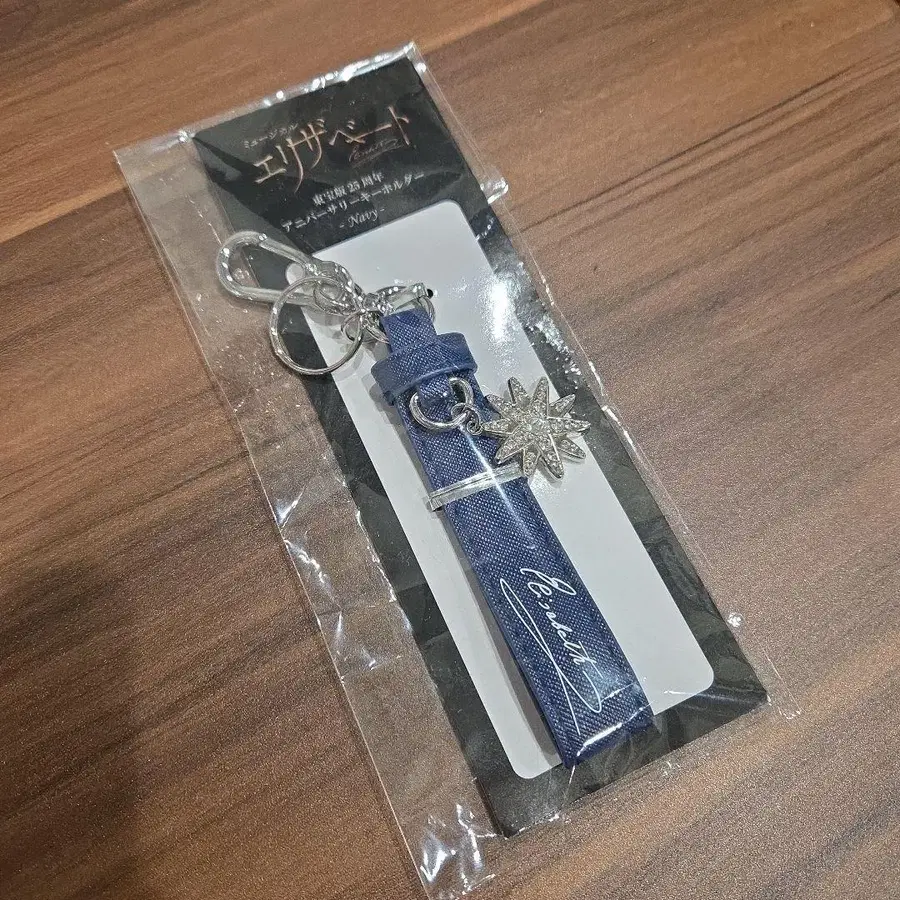 ミュージカル
エリザベート
Elisabeth
東宝版25周年
アニバーサリーキーホルダー
- Navy -
Elisabeth